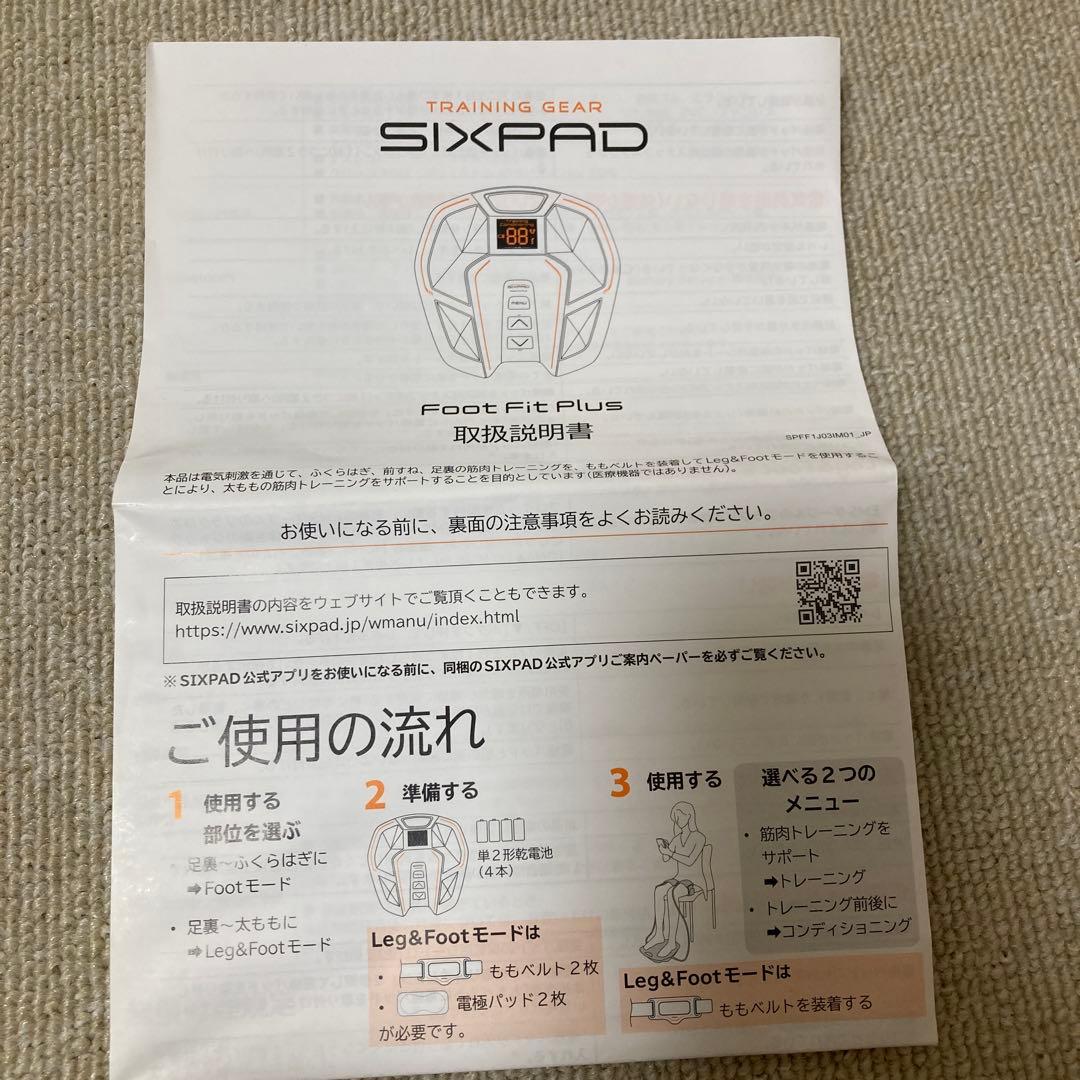 TRAINING GEAR
SIXPAD
MENU
Foot Fit Plus
取扱説明書
SPFF1J03IM01_JP
本品は電気刺激を通じて、ふくらはぎ、前すね、足裏の筋肉トレーニングを、ももベルトを装着してLeg&Footモードを使用するこ
とにより、太ももの筋肉トレーニングをサポートすることを目的としています(医療機器ではありません)。
お使いになる前に、裏面の注意事項をよくお読みください。
取扱説明書の内容をウェブサイトでご覧頂くこともできます。
https://www.sixpad.jp/wmanu/index.html
※SIXPAD公式アプリをお使いになる前に、同梱のSIXPAD公式アプリご案内ペーパーを必ずご覧ください。
ご使用の流れ
1 使用する
部位を選ぶ
・足裏～ふくらはぎに
➡Footモード
・足裏～太ももに
➡Leg&Footモード
2 準備する
単2形乾電池
(4本)
Leg&Footモードは
・ももベルト2枚
・電極パッド2枚
が必要です。
3 使用する
選べる2つの
メニュー
・筋肉トレーニングを
サポート
➡トレーニング
・トレーニング前後に
➡コンディショニング
Leg&Footモードは
ももベルトを装着する